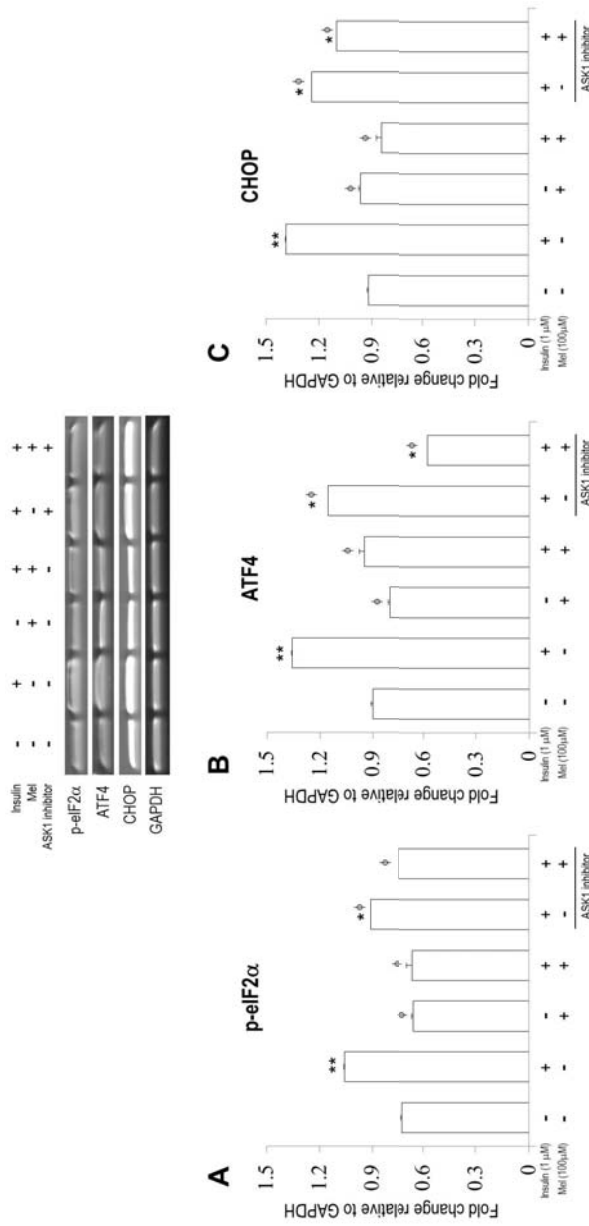 Insulin - + - + + +
Mel - - + + - +
ASK1 inhibitor - - - - + +
p-eIF2α
ATF4
CHOP
GAPDH
A
p-eIF2α
Fold change relative to GAPDH
1.5
1.2
0.9
0.6
0.3
0
**
ϕ
ϕ
* ϕ
ϕ
Insulin (1 µM) - + - + + +
Mel (100µM) - - + + - +
ASK1 inhibitor
B
ATF4
Fold change relative to GAPDH
1.5
1.2
0.9
0.6
0.3
0
**
ϕ
ϕ
* ϕ
* ϕ
Insulin (1 µM) - + - + + +
Mel (100µM) - - + + - +
ASK1 inhibitor
C
CHOP
Fold change relative to GAPDH
1.5
1.2
0.9
0.6
0.3
0
**
ϕ
ϕ
* ϕ
* ϕ
Insulin (1 µM) - + - + + +
Mel (100µM) - - + + - +
ASK1 inhibitor